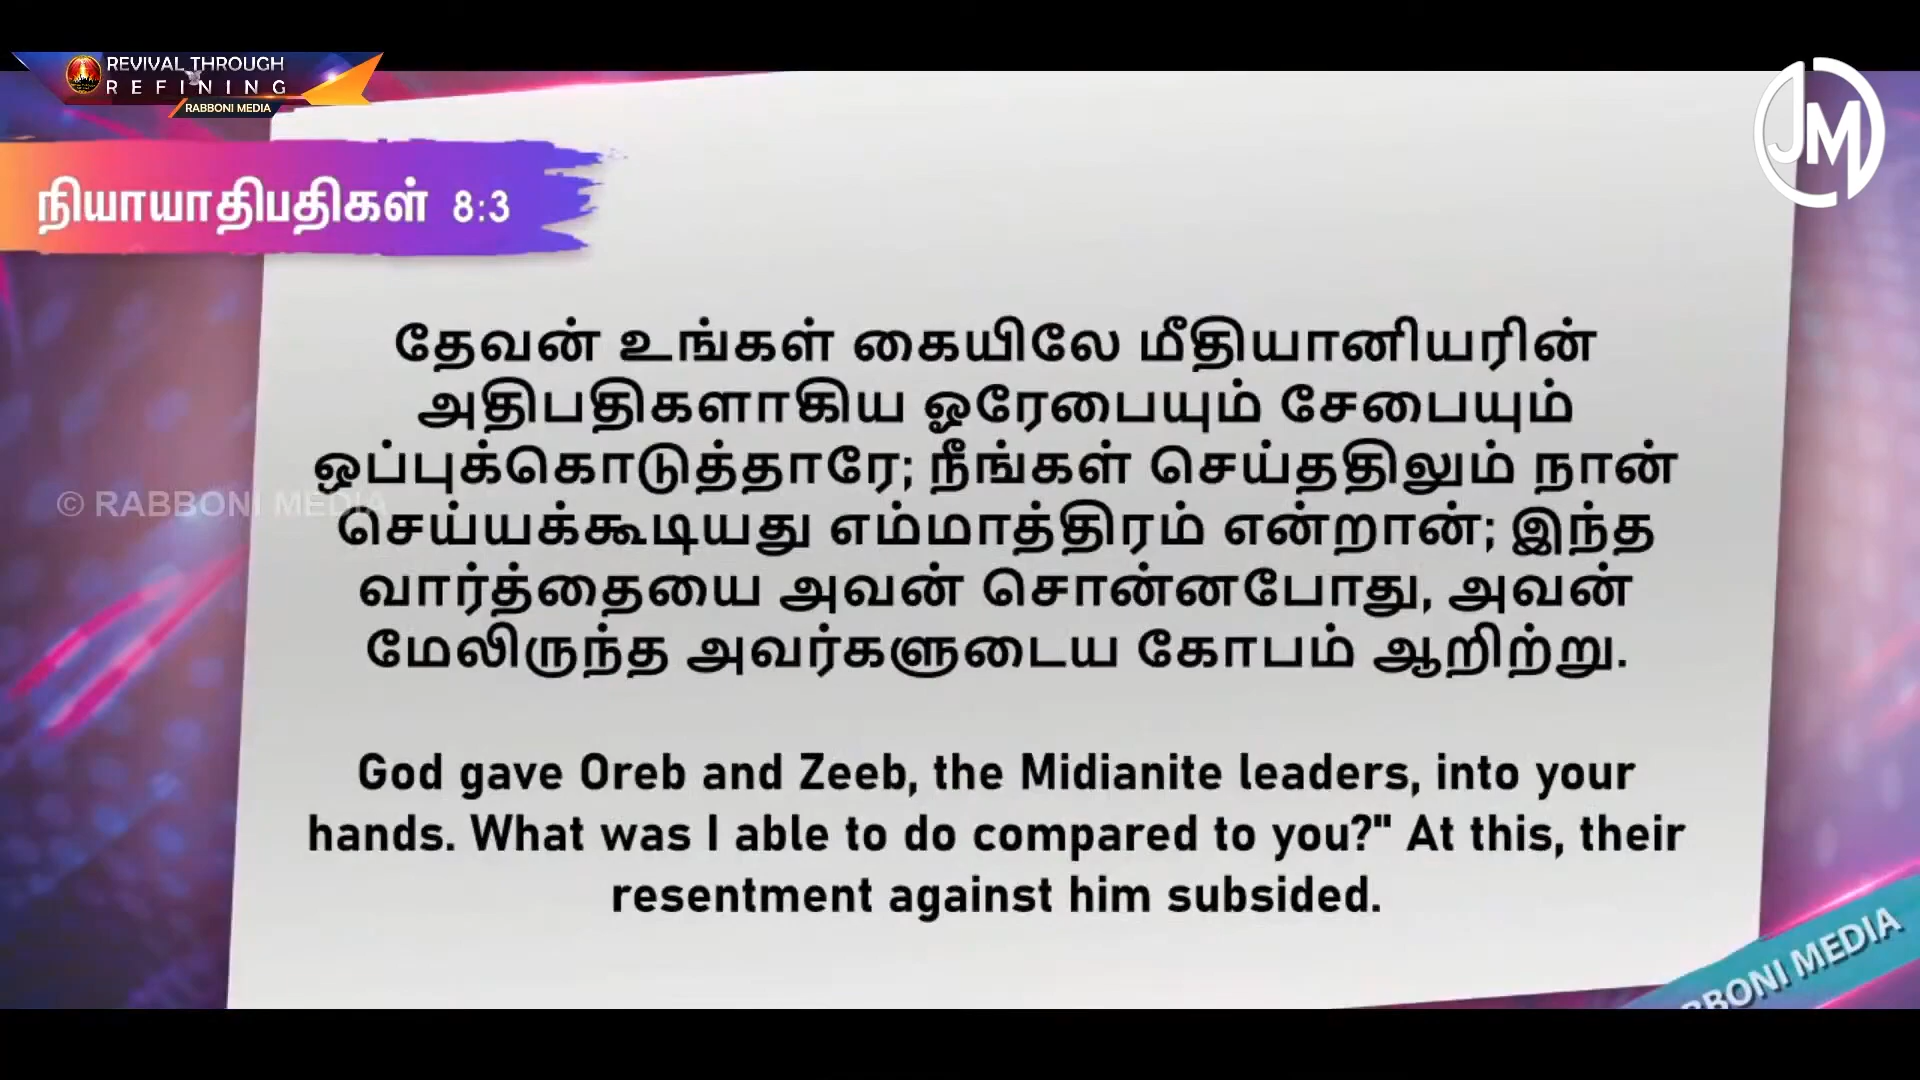 REVIVAL THROUGH
REFINING
RABBONI MEDIA
JM
நியாயாதிபதிகள் 8:3
தேவன் உங்கள் கையிலே மீதியானியரின்
அதிபதிகளாகிய ஓரேபையும் சேபையும்
ஒப்புக்கொடுத்தாரே; நீங்கள் செய்ததிலும் நான்
© RABBONI MEDIA
செய்யக்கூடியது எம்மாத்திரம் என்றான்; இந்த
வார்த்தையை அவன் சொன்னபோது, அவன்
மேலிருந்த அவர்களுடைய கோபம் ஆறிற்று.
God gave Oreb and Zeeb, the Midianite leaders, into your
hands. What was I able to do compared to you?" At this, their
resentment against him subsided.
MEDIA